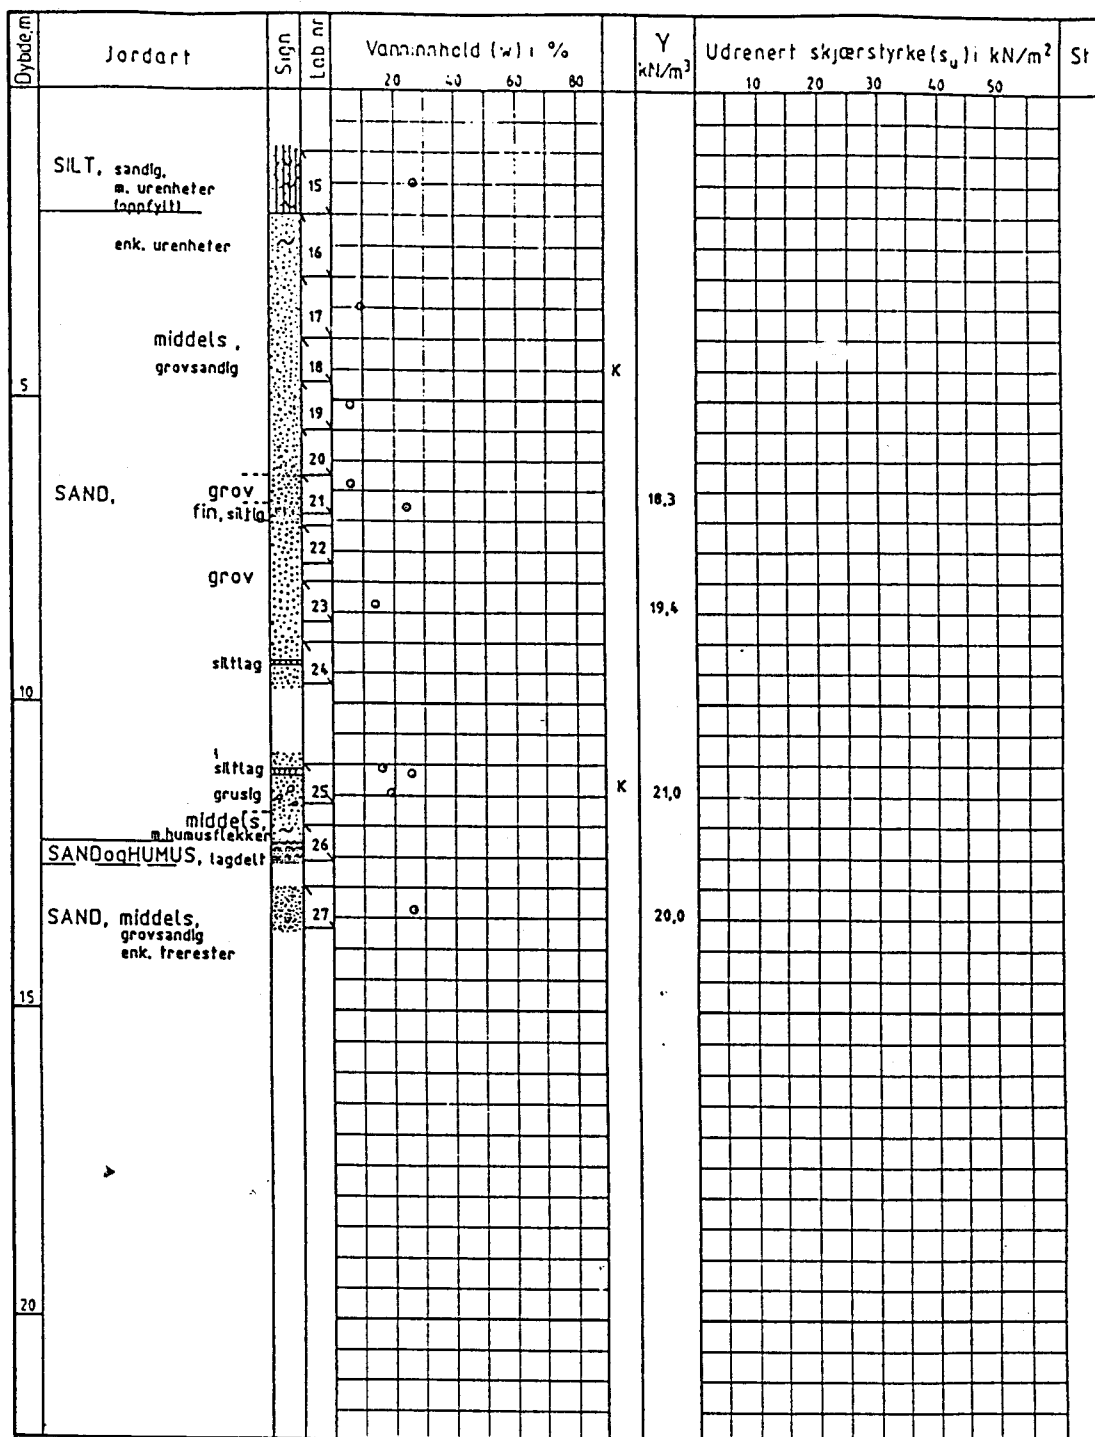 Dybde,m
Jordart
Sign
Lab nr
Vanninnhold (w) i %
20 40 60 80
γ
kN/m³
Udrenert skjærstyrke(sᵤ)i kN/m²
10 20 30 40 50
St
SILT, sandig,
m. urenheter
(oppfylt)
15
enk. urenheter
16
17
middels,
grovsandig
18
K
5
19
20
SAND,
grov
21
18,3
fin, siltig
22
grov
23
19,4
siltlag
24
10
siltlag
grusig
25
K
21,0
middels,
m.humusflekker
26
SANDogHUMUS, lagdelt
SAND, middels,
27
20,0
grovsandig
enk. trerester
15
20